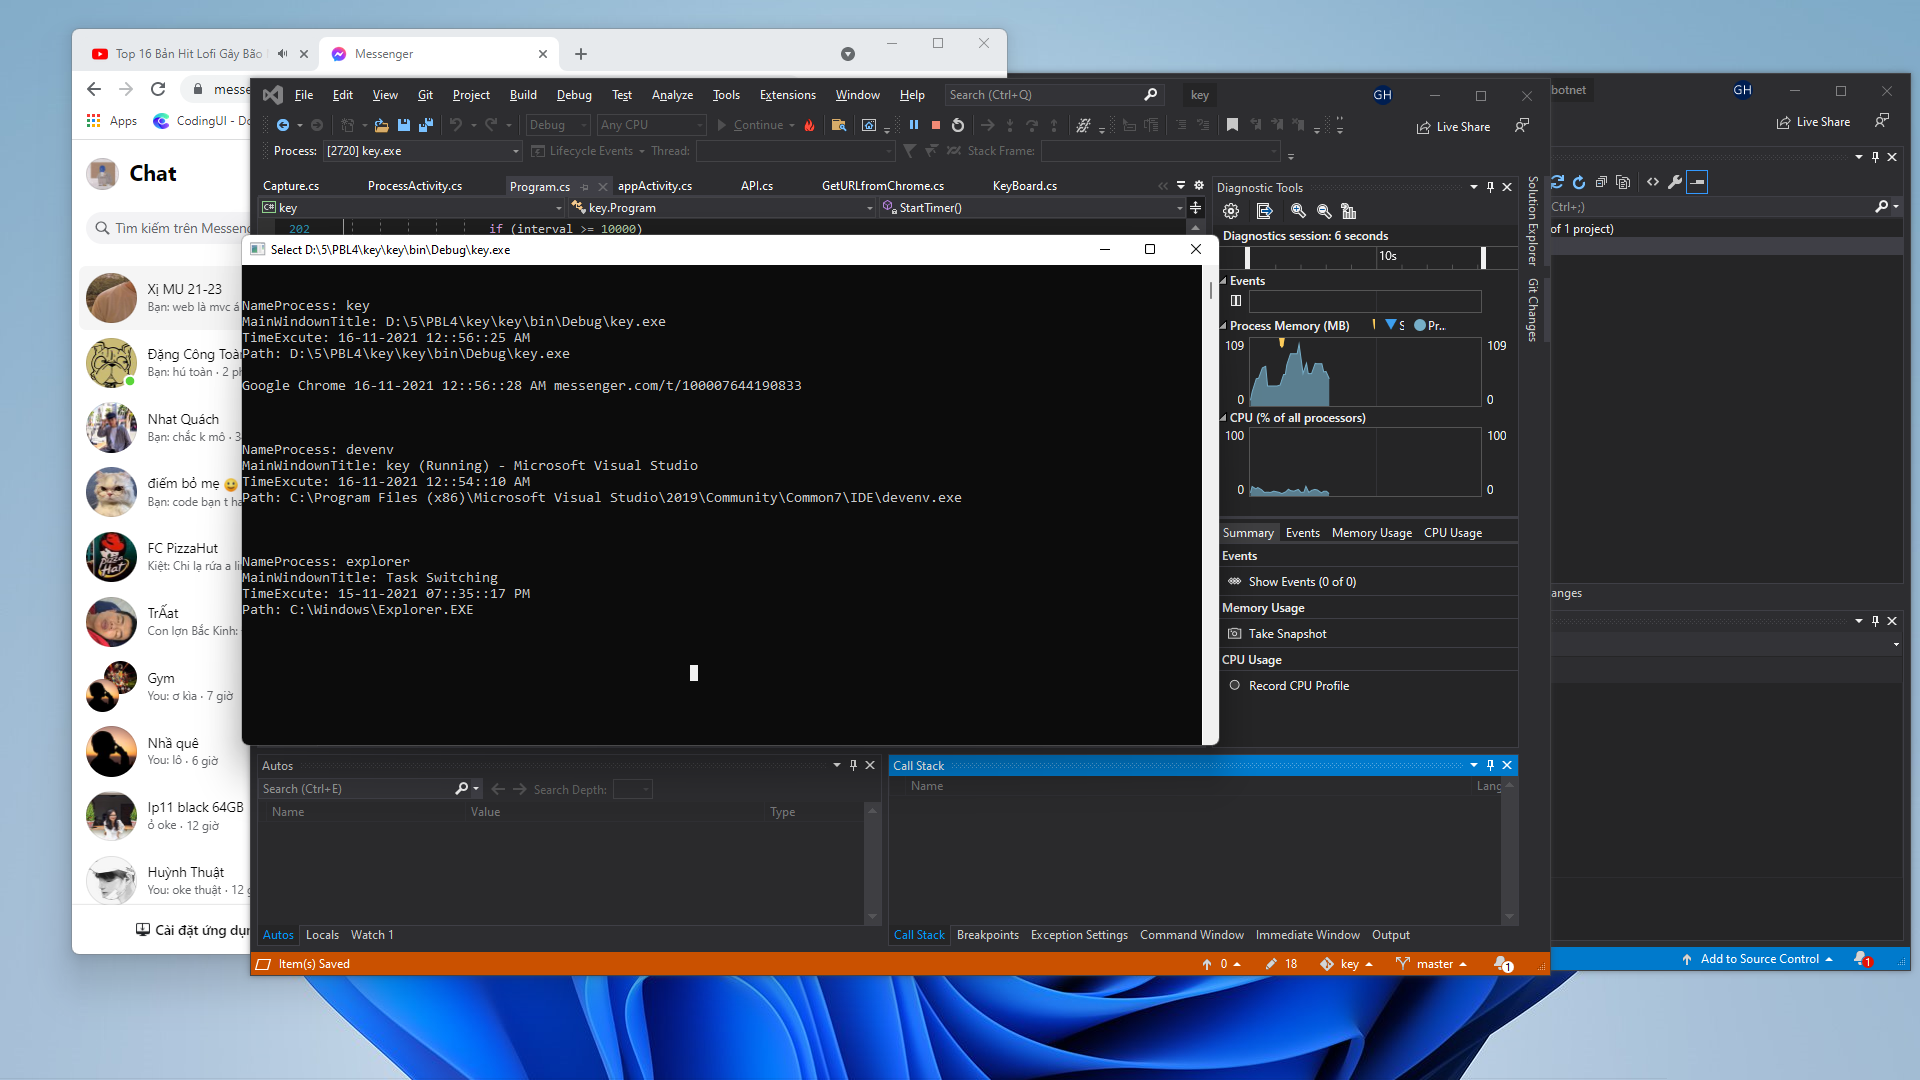 Top 16 Bản Hit Lofi Gây Bão
Messenger
messe
Apps
CodingUI - Do
Chat
Tìm kiếm trên Messeng
Xị MU 21-23
Bạn: web là mvc á
Đặng Công Toàn
Bạn: hú toàn · 2 ph
Nhat Quách
Bạn: chắc k mô · 3
điếm bỏ mẹ
Bạn: code bạn t ha
FC PizzaHut
Kiệt: Chi lạ rứa a lin
TrẤat
Con lợn Bắc Kinh:
Gym
You: ơ kìa · 7 giờ
Nhà quê
You: lô · 6 giờ
Ip11 black 64GB
ỏ oke · 12 giờ
Huỳnh Thuật
You: oke thuật · 12 g
Cài đặt ứng dụn
File Edit View Git Project Build Debug Test Analyze Tools Extensions Window Help Search (Ctrl+Q) key GH
Debug Any CPU Continue Live Share
Process: [2720] key.exe Lifecycle Events Thread: Stack Frame:
Capture.cs ProcessActivity.cs Program.cs appActivity.cs API.cs GetURLfromChrome.cs KeyBoard.cs
key key.Program StartTimer()
202 if (interval >= 10000)
Select D:\5\PBL4\key\key\bin\Debug\key.exe
NameProcess: key
MainWindownTitle: D:\5\PBL4\key\key\bin\Debug\key.exe
TimeExcute: 16-11-2021 12::56::25 AM
Path: D:\5\PBL4\key\key\bin\Debug\key.exe
Google Chrome 16-11-2021 12::56::28 AM messenger.com/t/100007644190833
NameProcess: devenv
MainWindownTitle: key (Running) - Microsoft Visual Studio
TimeExcute: 16-11-2021 12::54::10 AM
Path: C:\Program Files (x86)\Microsoft Visual Studio\2019\Community\Common7\IDE\devenv.exe
NameProcess: explorer
MainWindownTitle: Task Switching
TimeExcute: 15-11-2021 07::35::17 PM
Path: C:\Windows\Explorer.EXE
Diagnostic Tools
Diagnostics session: 6 seconds
10s
Events
Process Memory (MB) S Pr...
109 109
0 0
CPU (% of all processors)
100 100
0 0
Summary Events Memory Usage CPU Usage
Events
Show Events (0 of 0)
Memory Usage
Take Snapshot
CPU Usage
Record CPU Profile
Solution Explorer
Git Changes
Autos
Search (Ctrl+E) Search Depth:
Name Value Type
Autos Locals Watch 1
Call Stack
Name Lang
Call Stack Breakpoints Exception Settings Command Window Immediate Window Output
Item(s) Saved 0 18 key master 1
botnet GH
Live Share
Ctrl+;)
of 1 project)
anges
Add to Source Control 1